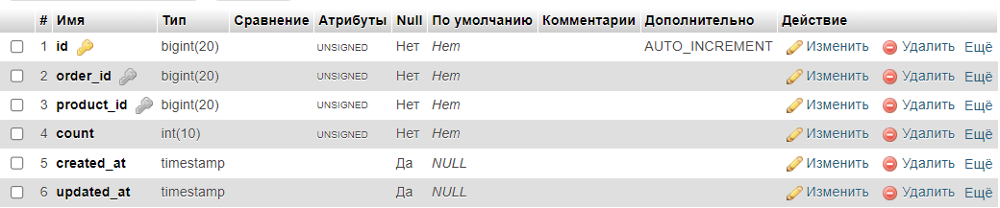 # Имя Тип Сравнение Атрибуты Null По умолчанию Комментарии Дополнительно Действие
1 id bigint(20) UNSIGNED Нет Нет AUTO_INCREMENT Изменить Удалить Ещё
2 order_id bigint(20) UNSIGNED Нет Нет Изменить Удалить Ещё
3 product_id bigint(20) UNSIGNED Нет Нет Изменить Удалить Ещё
4 count int(10) UNSIGNED Нет Нет Изменить Удалить Ещё
5 created_at timestamp Да NULL Изменить Удалить Ещё
6 updated_at timestamp Да NULL Изменить Удалить Ещё